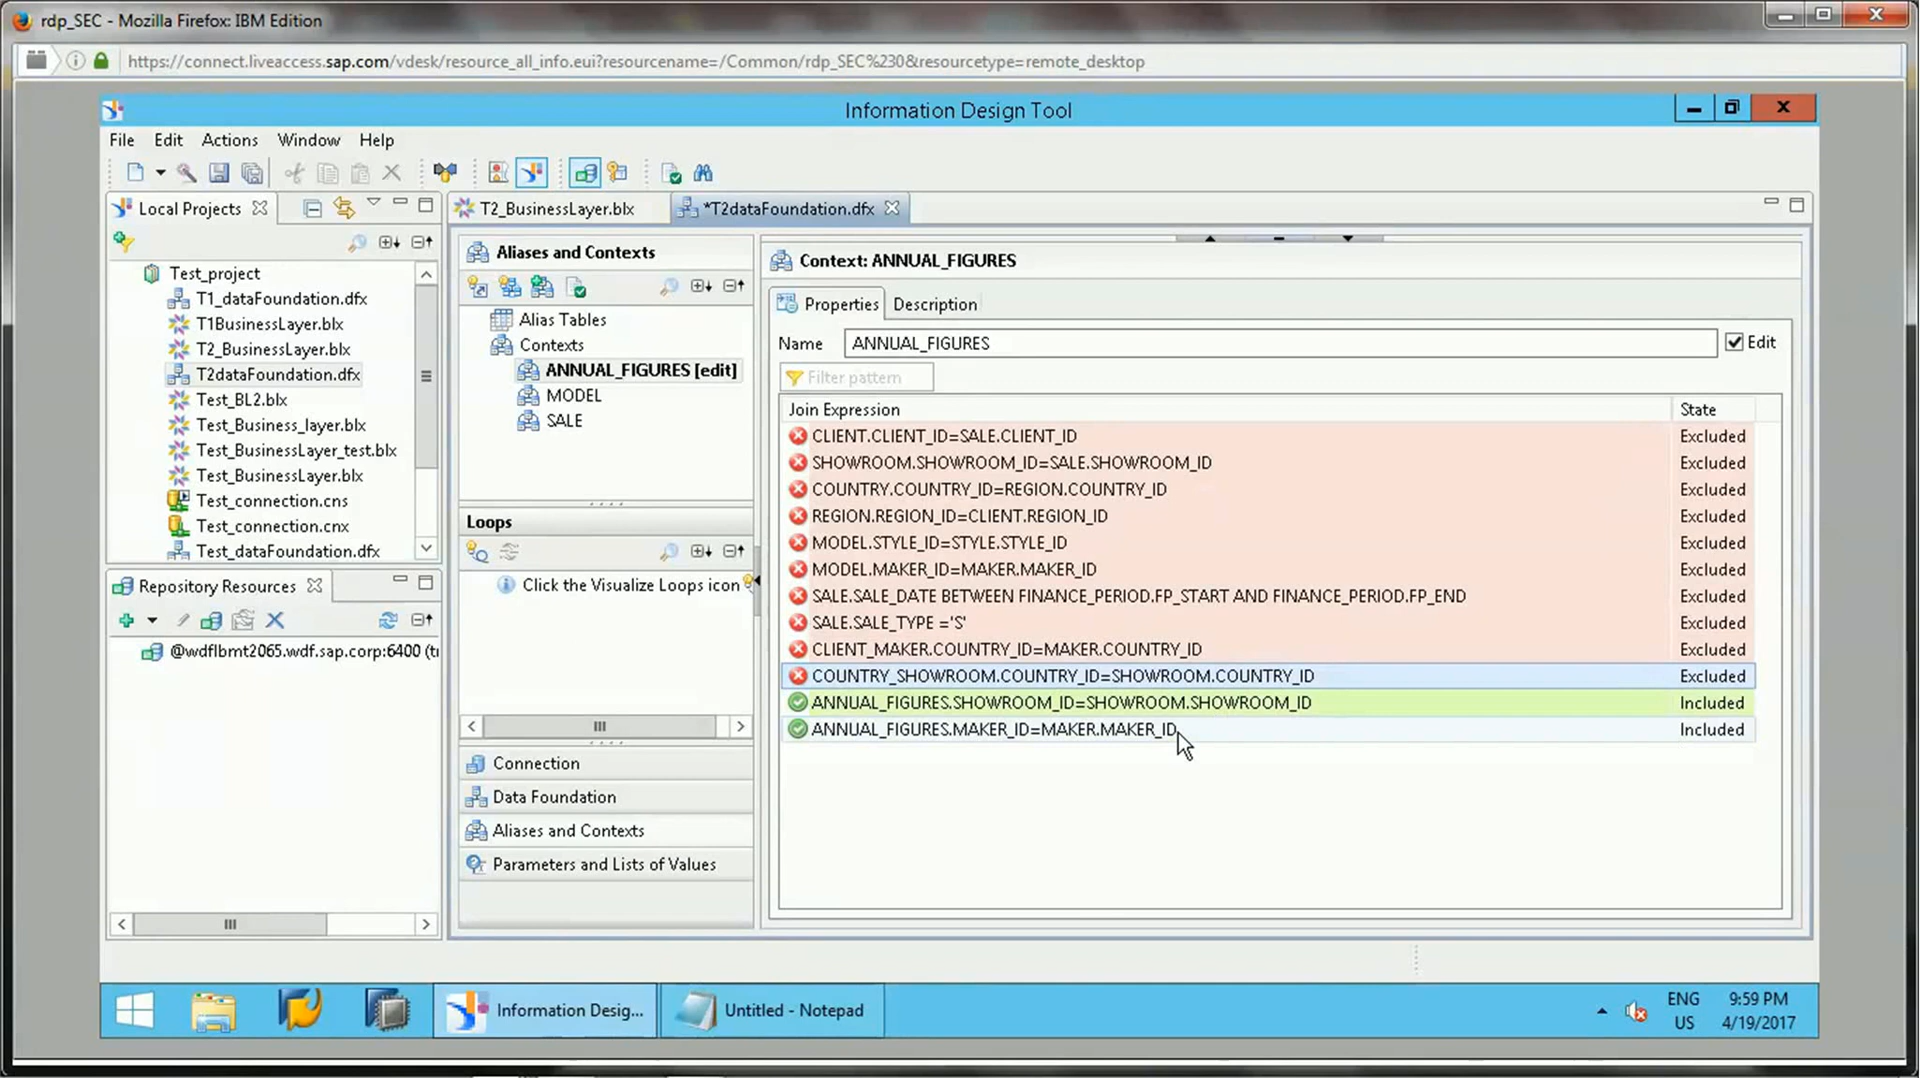 rdp_SEC - Mozilla Firefox: IBM Edition
https://connect.liveaccess.sap.com/vdesk/resource_all_info.eui?resourcename=/Common/rdp_SEC%230&resourcetype=remote_desktop
Information Design Tool
File Edit Actions Window Help
Local Projects
Test_project
T1_dataFoundation.dfx
T1BusinessLayer.blx
T2_BusinessLayer.blx
T2dataFoundation.dfx
Test_BL2.blx
Test_Business_layer.blx
Test_BusinessLayer_test.blx
Test_BusinessLayer.blx
Test_connection.cns
Test_connection.cnx
Test_dataFoundation.dfx
Repository Resources
@wdflbmt2065.wdf.sap.corp:6400 (tı
T2_BusinessLayer.blx
*T2dataFoundation.dfx
Aliases and Contexts
Alias Tables
Contexts
ANNUAL_FIGURES [edit]
MODEL
SALE
Loops
Click the Visualize Loops icon
Connection
Data Foundation
Aliases and Contexts
Parameters and Lists of Values
Context: ANNUAL_FIGURES
Properties Description
Name ANNUAL_FIGURES Edit
Filter pattern
Join Expression State
CLIENT.CLIENT_ID=SALE.CLIENT_ID Excluded
SHOWROOM.SHOWROOM_ID=SALE.SHOWROOM_ID Excluded
COUNTRY.COUNTRY_ID=REGION.COUNTRY_ID Excluded
REGION.REGION_ID=CLIENT.REGION_ID Excluded
MODEL.STYLE_ID=STYLE.STYLE_ID Excluded
MODEL.MAKER_ID=MAKER.MAKER_ID Excluded
SALE.SALE_DATE BETWEEN FINANCE_PERIOD.FP_START AND FINANCE_PERIOD.FP_END Excluded
SALE.SALE_TYPE ='S' Excluded
CLIENT_MAKER.COUNTRY_ID=MAKER.COUNTRY_ID Excluded
COUNTRY_SHOWROOM.COUNTRY_ID=SHOWROOM.COUNTRY_ID Excluded
ANNUAL_FIGURES.SHOWROOM_ID=SHOWROOM.SHOWROOM_ID Included
ANNUAL_FIGURES.MAKER_ID=MAKER.MAKER_ID Included
Information Desig...
Untitled - Notepad
ENG
US
9:59 PM
4/19/2017